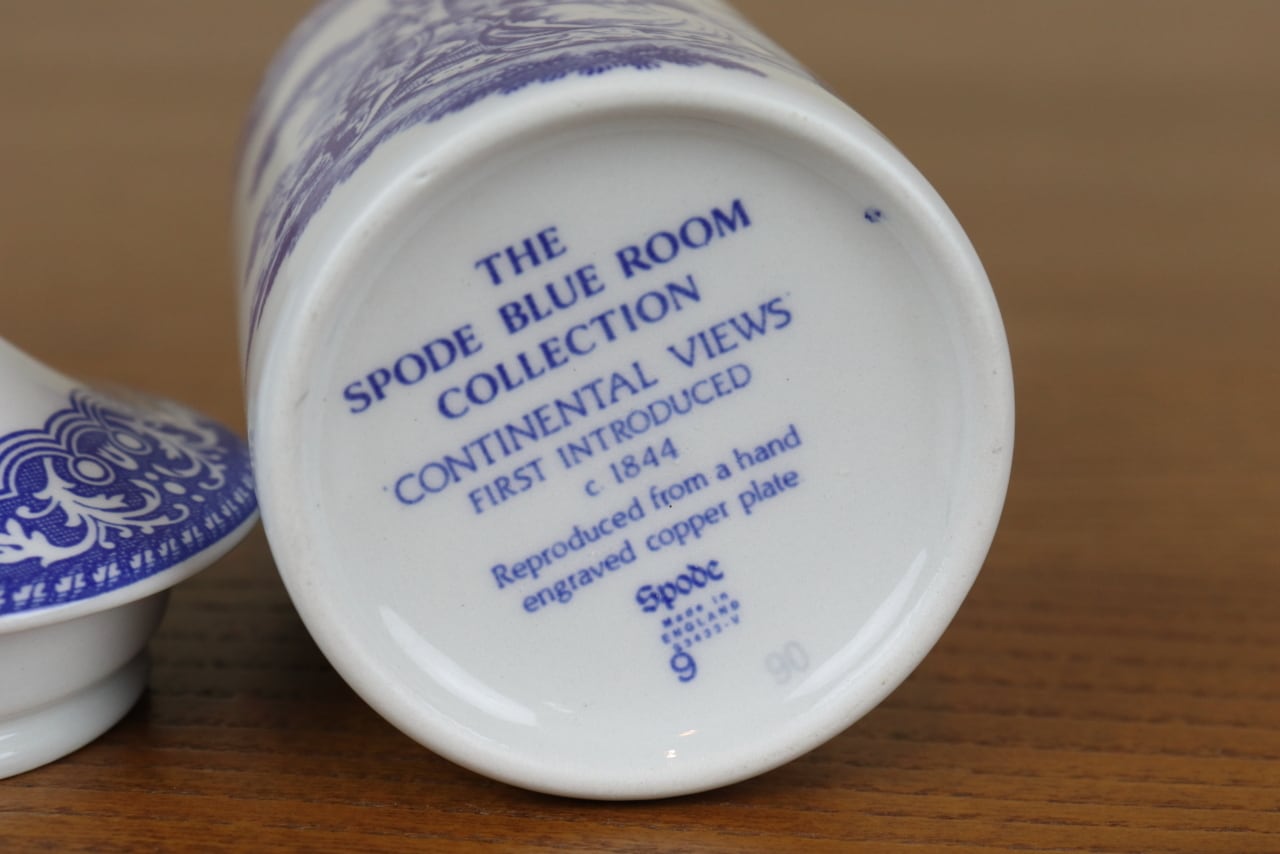 THE
SPODE BLUE ROOM
COLLECTION
CONTINENTAL VIEWS
FIRST INTRODUCED
c. 1844
Reproduced from a hand
engraved copper plate
Spode
Made in
ENGLAND
9
90